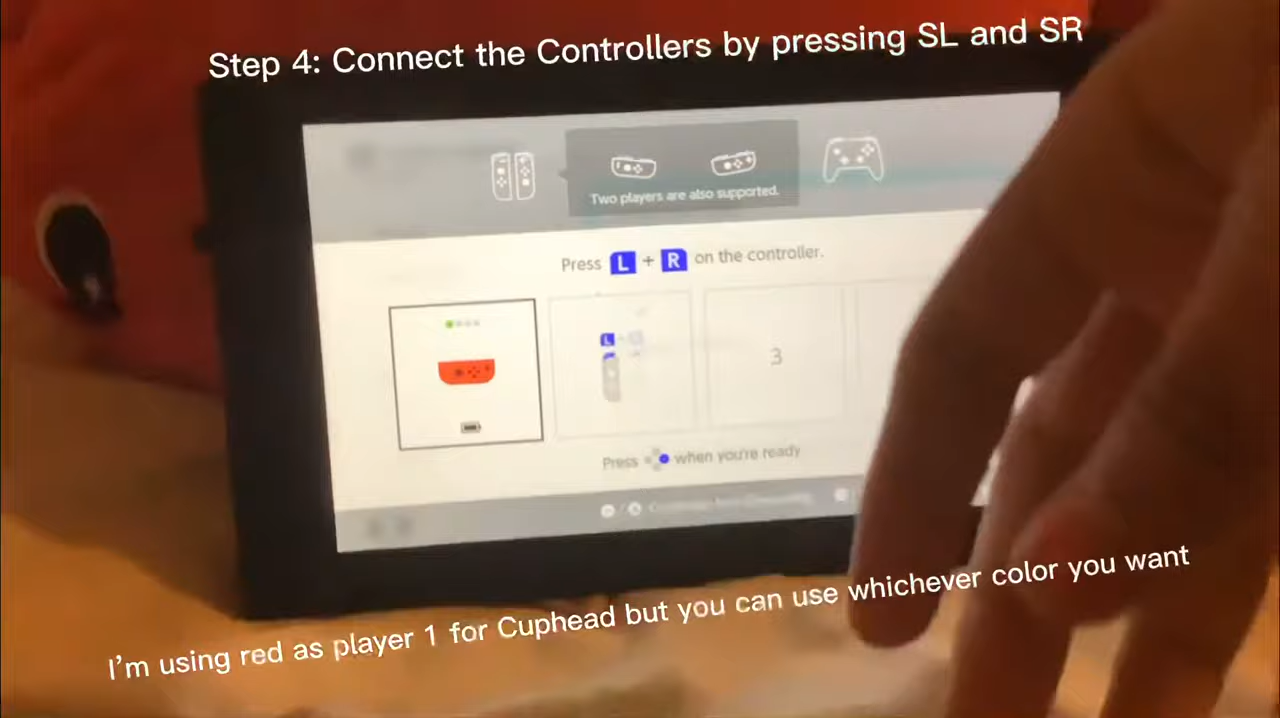 Step 4: Connect the Controllers by pressing SL and SR
Two players are also supported.
Press L + R on the controller.
L
3
Press when you're ready
I'm using red as player 1 for Cuphead but you can use whichever color you want